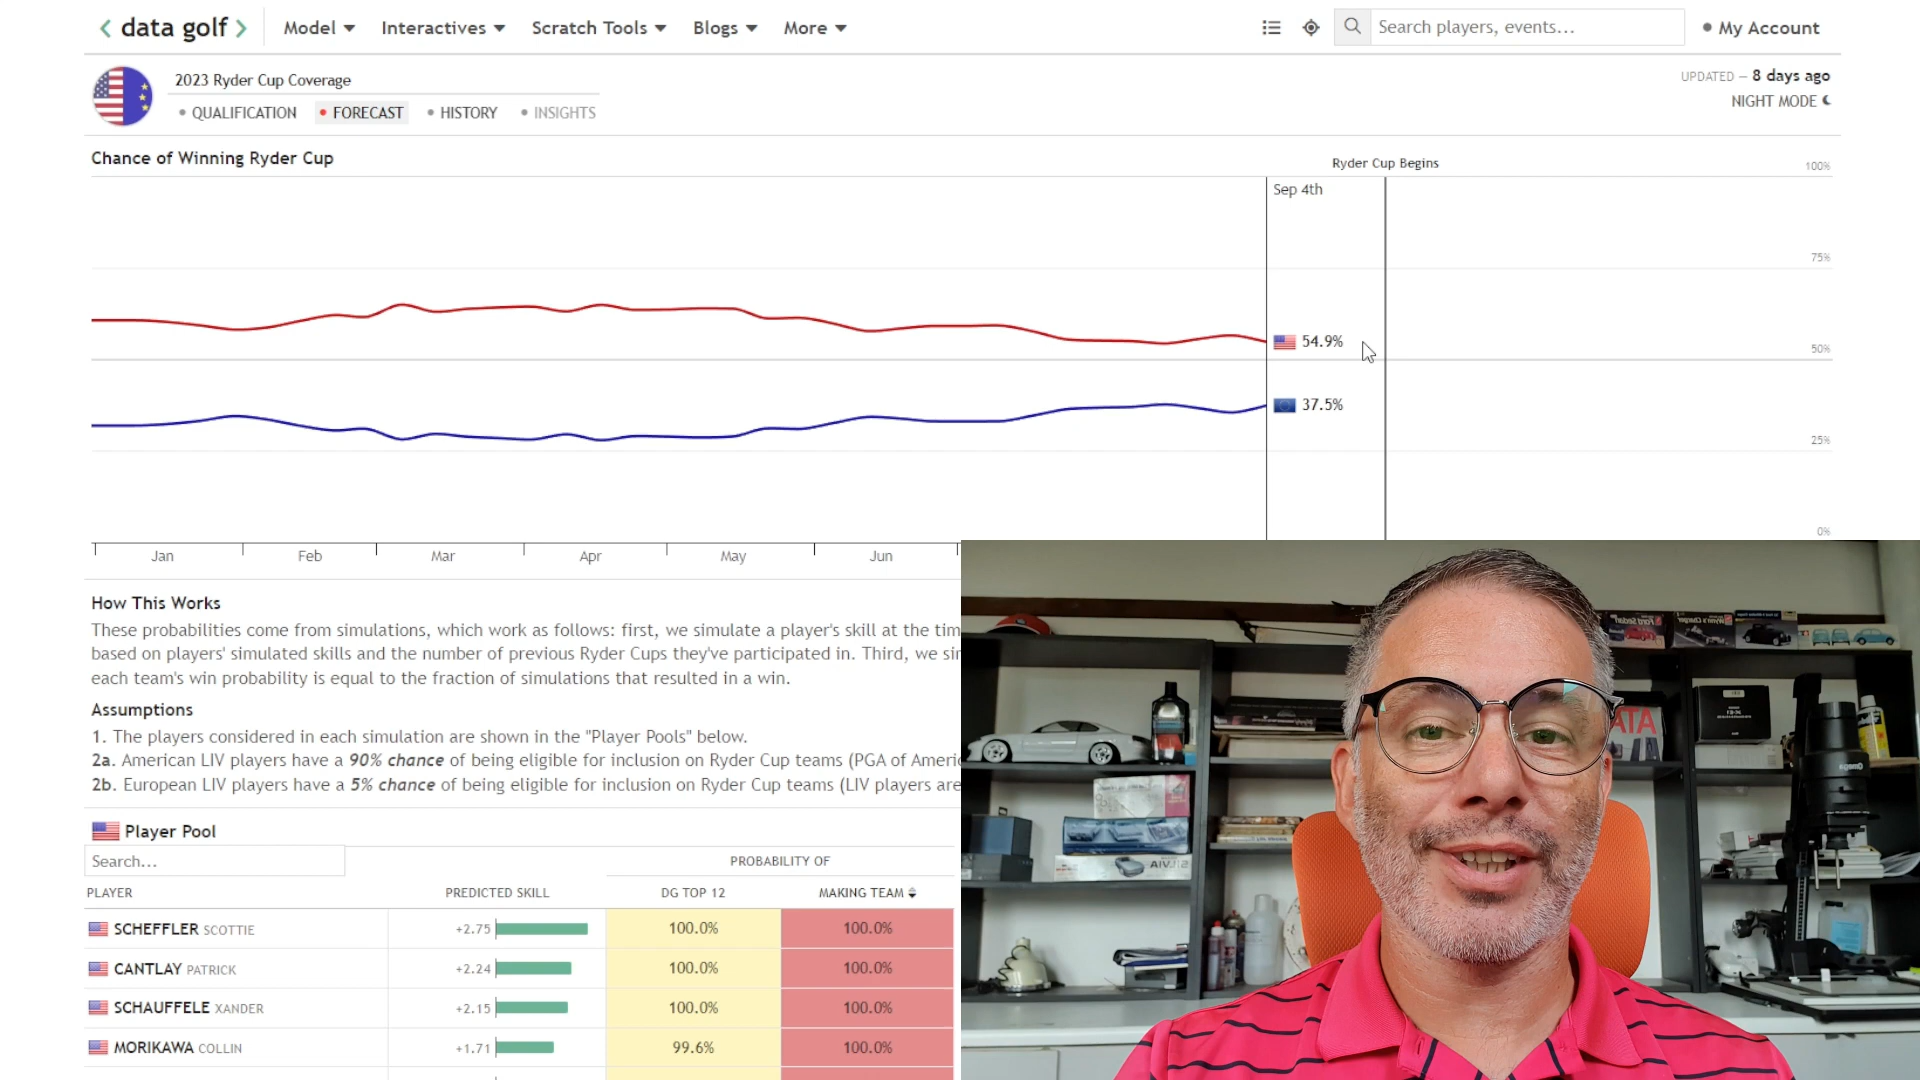 data golf
Model
Interactives
Scratch Tools
Blogs
More
Search players, events...
My Account
2023 Ryder Cup Coverage
QUALIFICATION
FORECAST
HISTORY
INSIGHTS
UPDATED – 8 days ago
NIGHT MODE
Chance of Winning Ryder Cup
Ryder Cup Begins
100%
Sep 4th
75%
54.9%
50%
37.5%
25%
0%
Jan Feb Mar Apr May Jun
How This Works
These probabilities come from simulations, which work as follows: first, we simulate a player's skill at the tim
based on players' simulated skills and the number of previous Ryder Cups they've participated in. Third, we sir
each team's win probability is equal to the fraction of simulations that resulted in a win.
Assumptions
1. The players considered in each simulation are shown in the "Player Pools" below.
2a. American LIV players have a 90% chance of being eligible for inclusion on Ryder Cup teams (PGA of Americ
2b. European LIV players have a 5% chance of being eligible for inclusion on Ryder Cup teams (LIV players are
Player Pool
Search...
PROBABILITY OF
PLAYER PREDICTED SKILL DG TOP 12 MAKING TEAM
SCHEFFLER SCOTTIE +2.75 100.0% 100.0%
CANTLAY PATRICK +2.24 100.0% 100.0%
SCHAUFFELE XANDER +2.15 100.0% 100.0%
MORIKAWA COLLIN +1.71 99.6% 100.0%